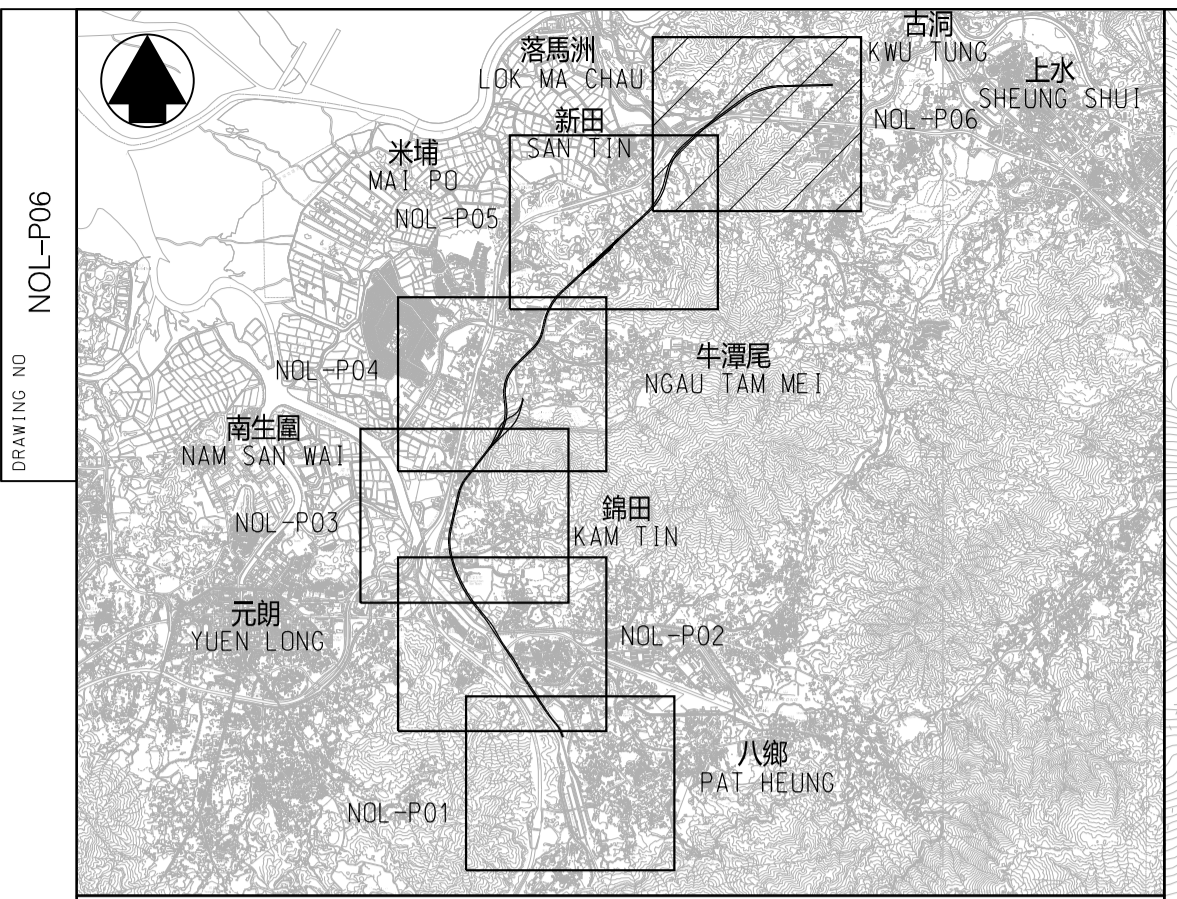 DRAWING NO
NOL-P06
古洞
KWU TUNG
落馬洲
LOK MA CHAU
上水
SHEUNG SHUI
新田
SAN TIN
NOL-P06
米埔
MAI PO
NOL-P05
牛潭尾
NGAU TAM MEI
NOL-P04
南生圍
NAM SAN WAI
錦田
KAM TIN
NOL-P03
元朗
YUEN LONG
NOL-P02
八鄉
PAT HEUNG
NOL-P01